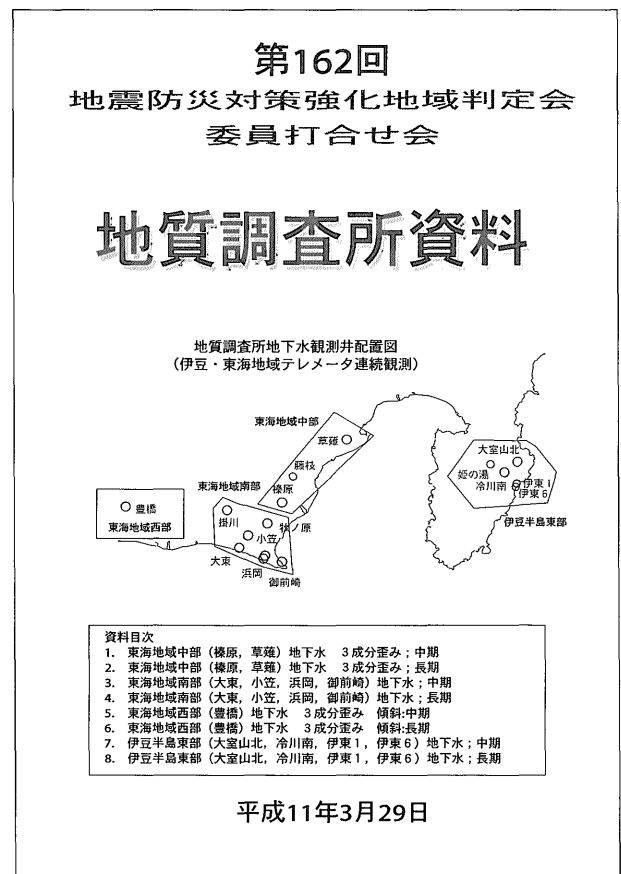 第162回
地震防災対策強化地域判定会
委員打合せ会
地質調査所資料
地質調査所地下水観測井配置図
(伊豆・東海地域テレメータ連続観測)
東海地域中部
草薙
藤枝
榛原
東海地域南部
掛川
牧ノ原
小笠
大東
浜岡
御前崎
豊橋
東海地域西部
大室山北
姫の湯
冷川南
伊東1
伊東6
伊豆半島東部
資料目次
1. 東海地域中部(榛原, 草薙)地下水 3成分歪み;中期
2. 東海地域中部(榛原, 草薙)地下水 3成分歪み;長期
3. 東海地域南部(大東, 小笠, 浜岡, 御前崎)地下水;中期
4. 東海地域南部(大東, 小笠, 浜岡, 御前崎)地下水;長期
5. 東海地域西部(豊橋)地下水 3成分歪み 傾斜:中期
6. 東海地域西部(豊橋)地下水 3成分歪み 傾斜:長期
7. 伊豆半島東部(大室山北, 冷川南, 伊東1, 伊東6)地下水;中期
8. 伊豆半島東部(大室山北, 冷川南, 伊東1, 伊東6)地下水;長期
平成11年3月29日